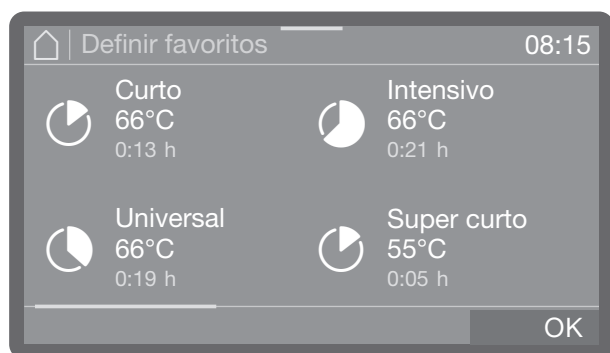 Definir favoritos 08:15
Curto
66°C
0:13 h
Intensivo
66°C
0:21 h
Universal
66°C
0:19 h
Super curto
55°C
0:05 h
OK